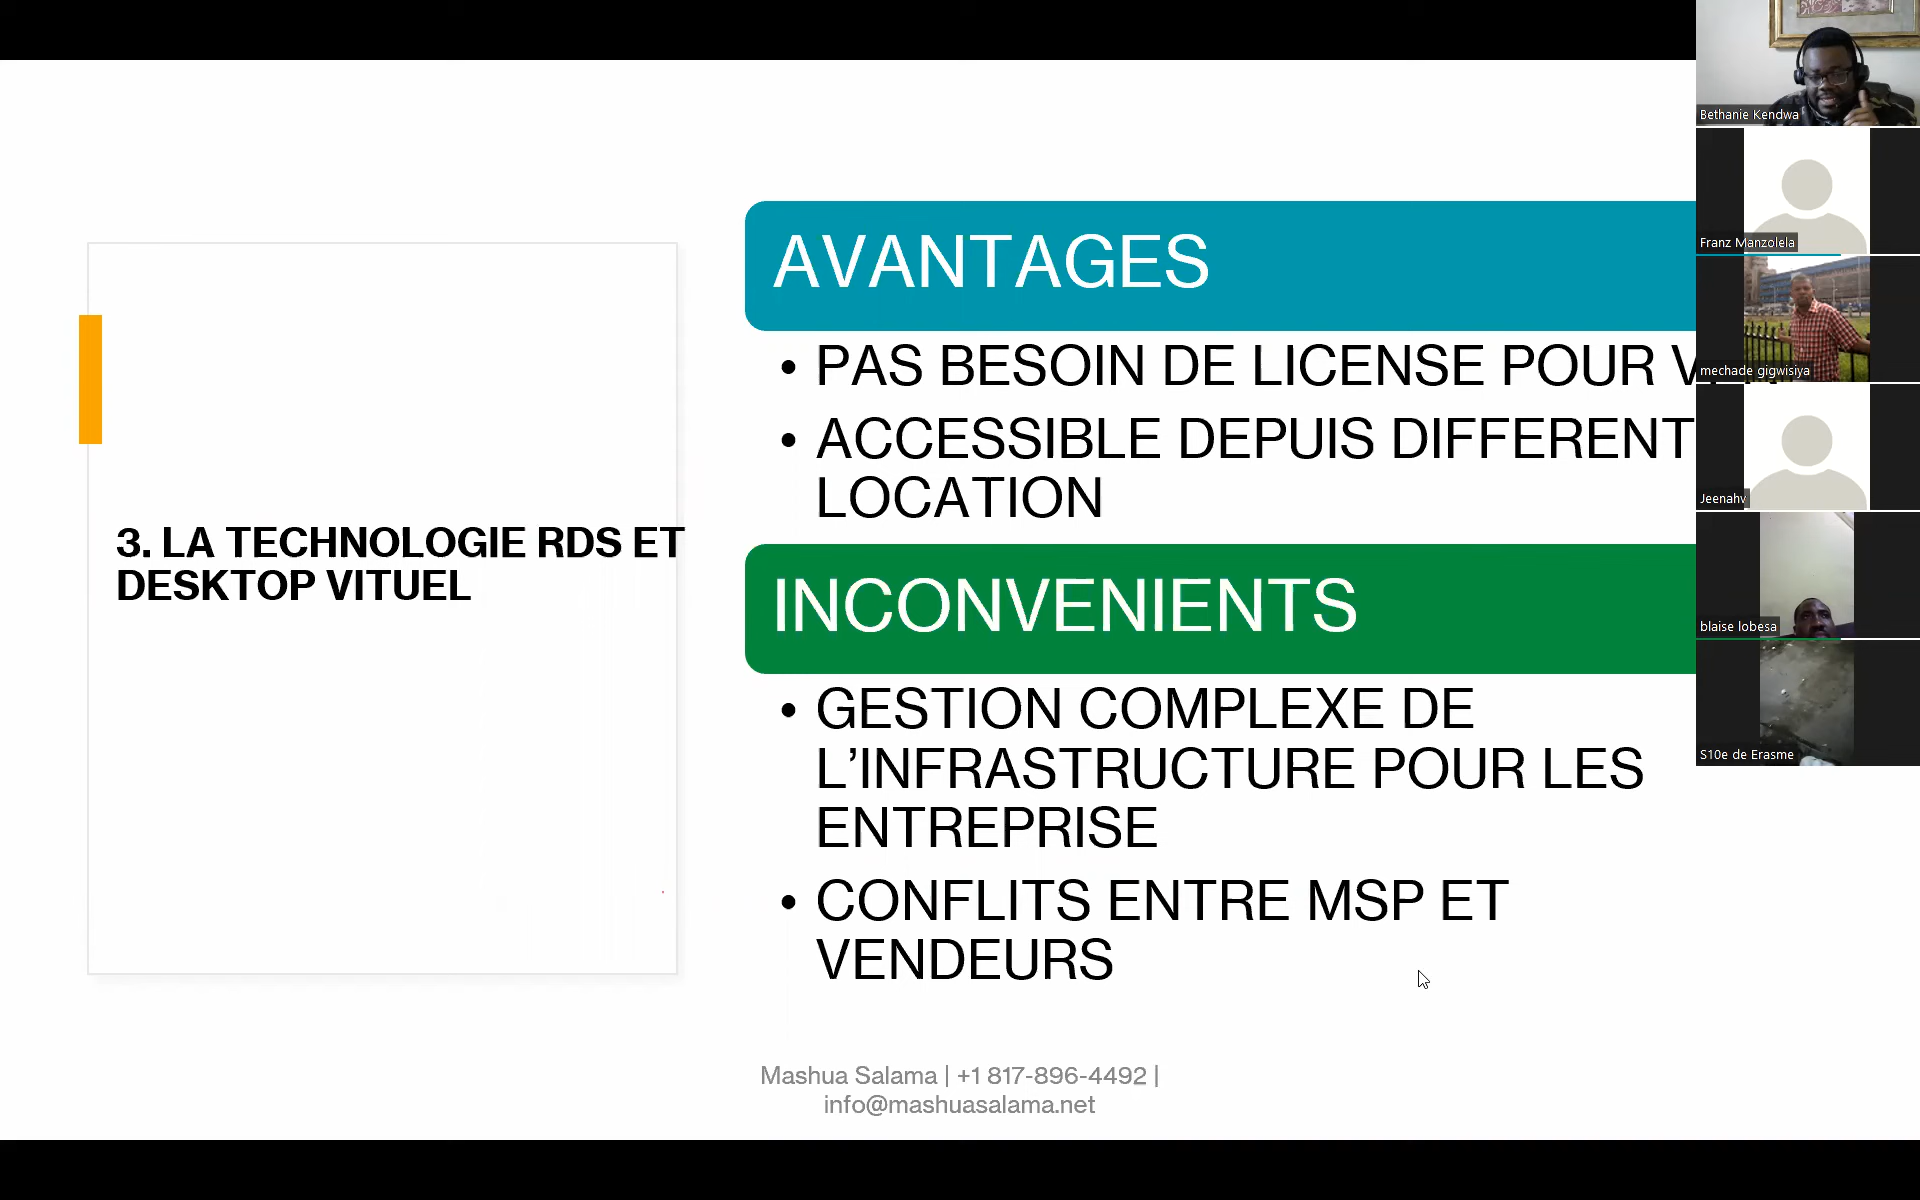 3. LA TECHNOLOGIE RDS ET
DESKTOP VITUEL
AVANTAGES
• PAS BESOIN DE LICENSE POUR
• ACCESSIBLE DEPUIS DIFFERENT
LOCATION
INCONVENIENTS
• GESTION COMPLEXE DE
L’INFRASTRUCTURE POUR LES
ENTREPRISE
• CONFLITS ENTRE MSP ET
VENDEURS
Mashua Salama | +1 817-896-4492 |
info@mashuasalama.net
Bethanie Kendwa
Franz Manzolela
mechade gigwisiya
Jeenahv
blaise lobesa
S10e de Erasme